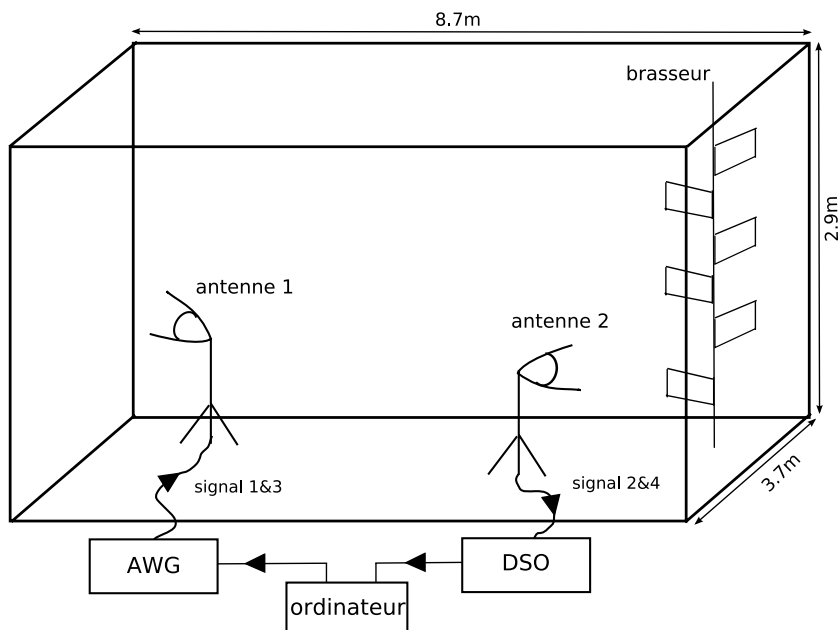 8.7m
brasseur
2.9m
antenne 1
antenne 2
3.7m
signal 1&3
signal 2&4
AWG
DSO
ordinateur